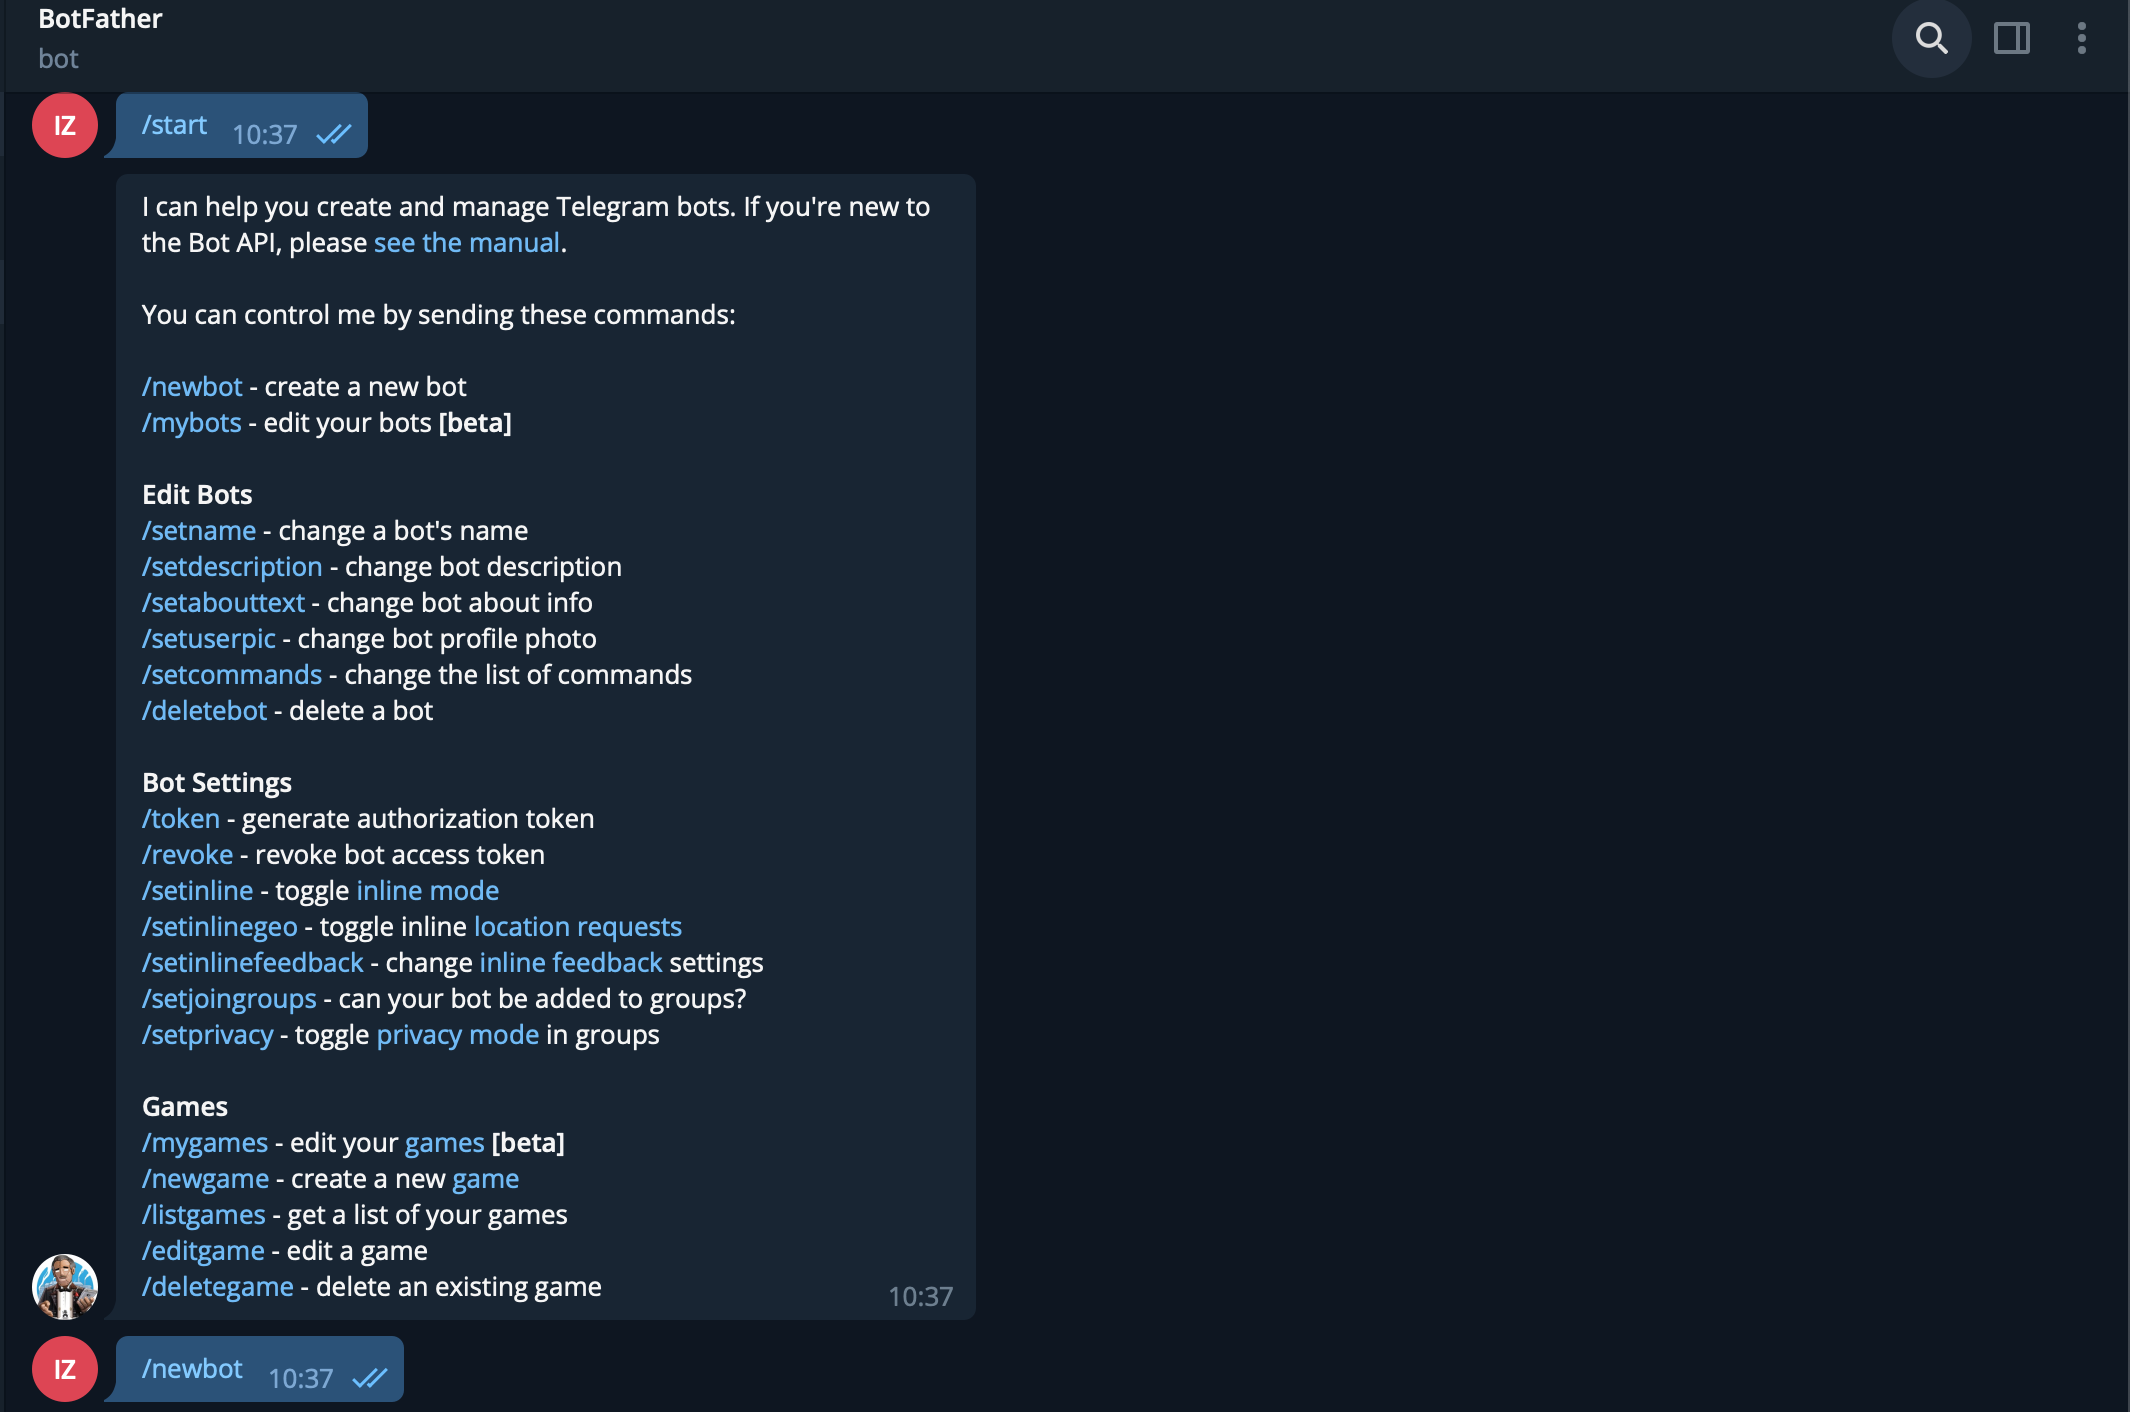 BotFather
bot
IZ
/start 10:37
I can help you create and manage Telegram bots. If you're new to
the Bot API, please see the manual.
You can control me by sending these commands:
/newbot - create a new bot
/mybots - edit your bots [beta]
Edit Bots
/setname - change a bot's name
/setdescription - change bot description
/setabouttext - change bot about info
/setuserpic - change bot profile photo
/setcommands - change the list of commands
/deletebot - delete a bot
Bot Settings
/token - generate authorization token
/revoke - revoke bot access token
/setinline - toggle inline mode
/setinlinegeo - toggle inline location requests
/setinlinefeedback - change inline feedback settings
/setjoingroups - can your bot be added to groups?
/setprivacy - toggle privacy mode in groups
Games
/mygames - edit your games [beta]
/newgame - create a new game
/listgames - get a list of your games
/editgame - edit a game
/deletegame - delete an existing game
10:37
IZ
/newbot 10:37